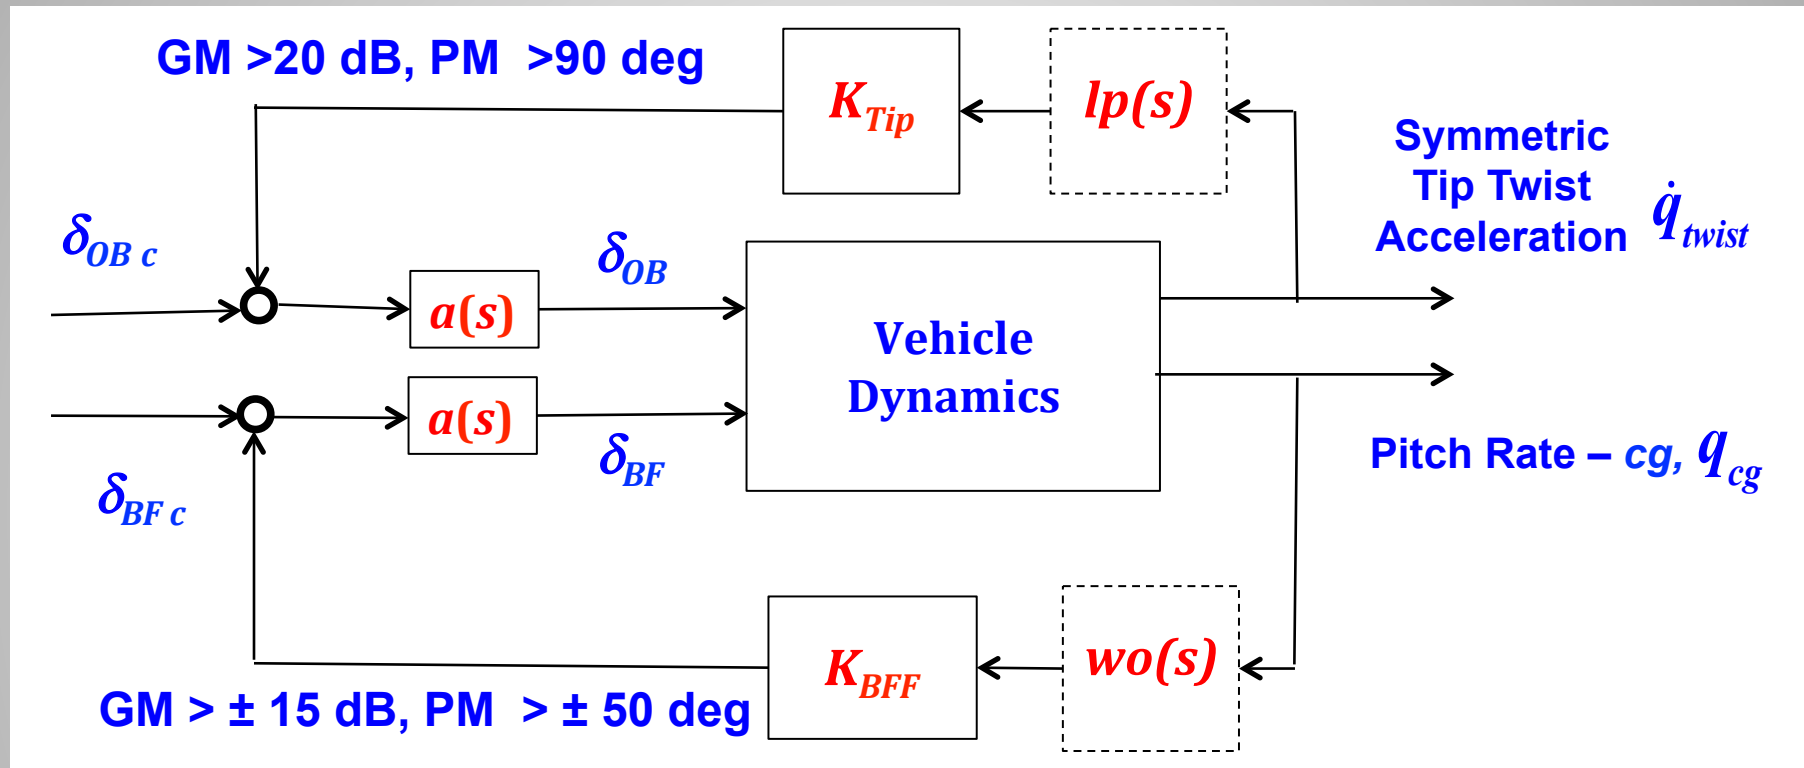 GM >20 dB, PM >90 deg
K_Tip
lp(s)
Symmetric
Tip Twist
Acceleration q̇_twist
δ_OB c
a(s)
δ_OB
Vehicle
Dynamics
a(s)
δ_BF
δ_BF c
Pitch Rate – cg, q_cg
K_BFF
wo(s)
GM > ± 15 dB, PM > ± 50 deg